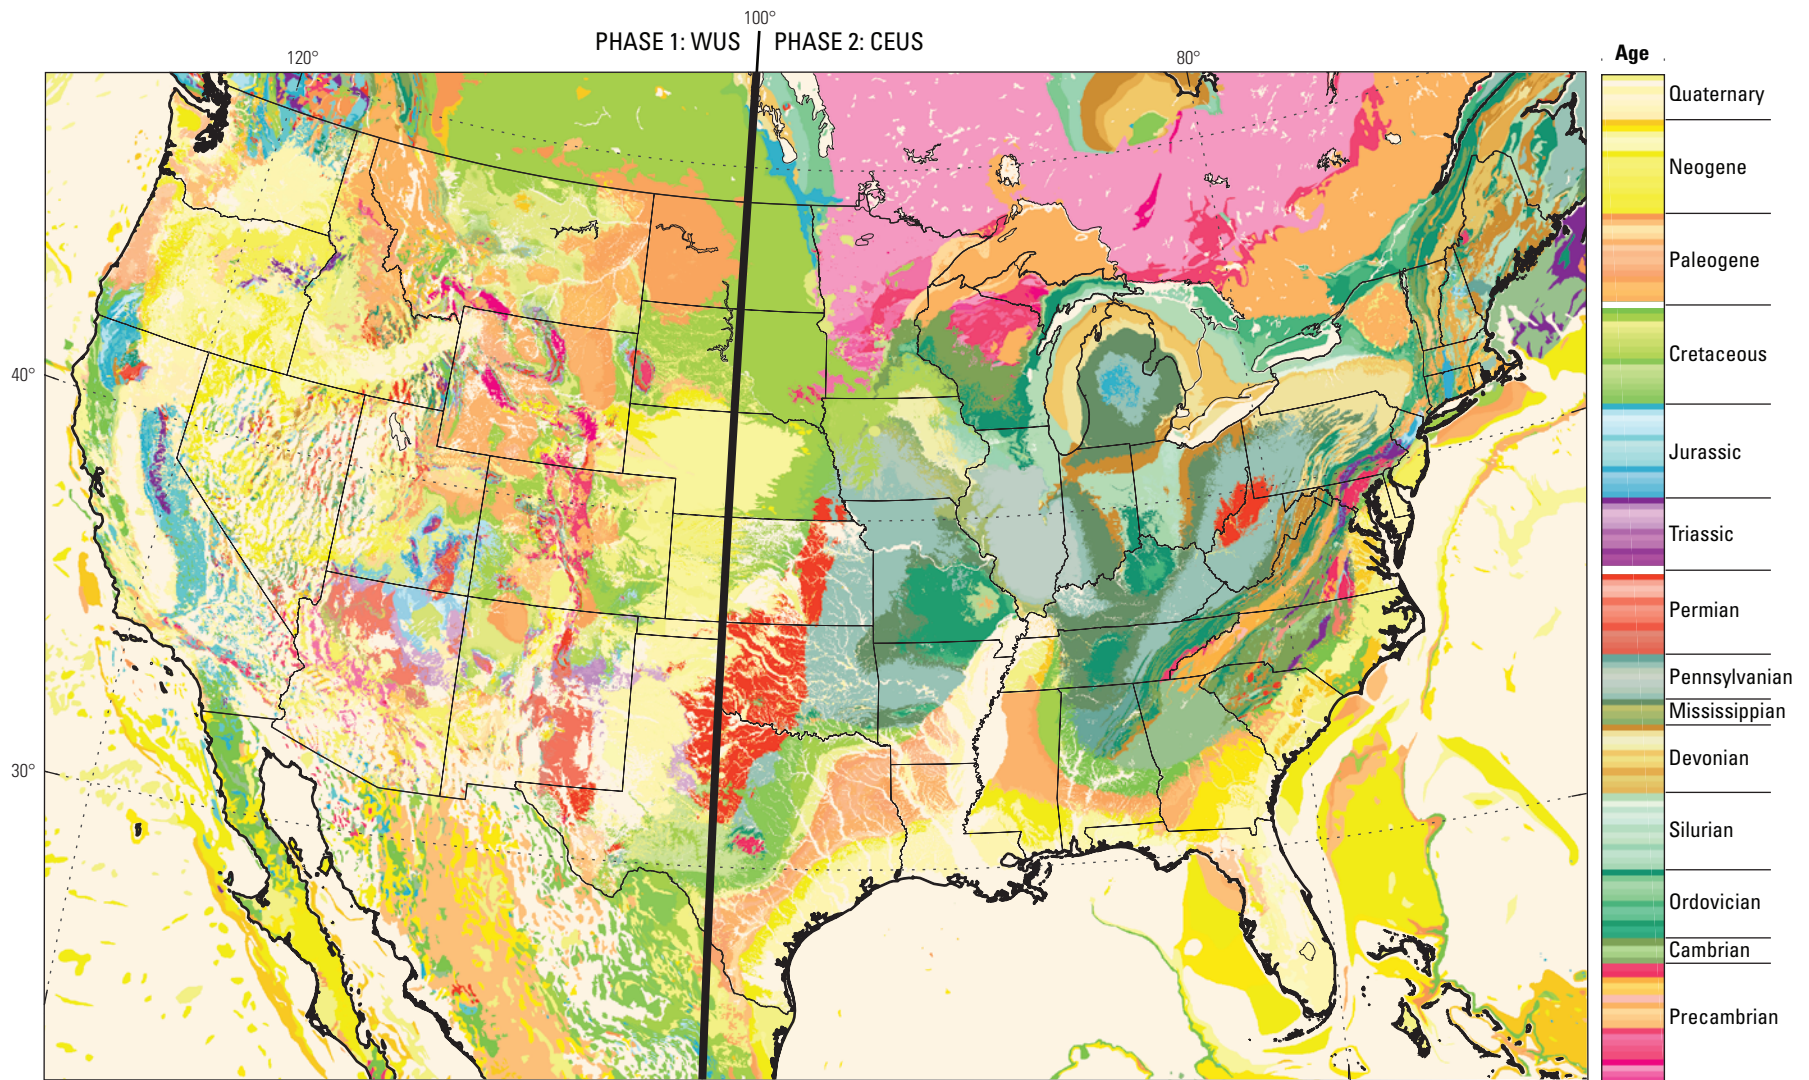 100°
PHASE 1: WUS PHASE 2: CEUS
120°
80°
40°
30°
Age
Quaternary
Neogene
Paleogene
Cretaceous
Jurassic
Triassic
Permian
Pennsylvanian
Mississippian
Devonian
Silurian
Ordovician
Cambrian
Precambrian